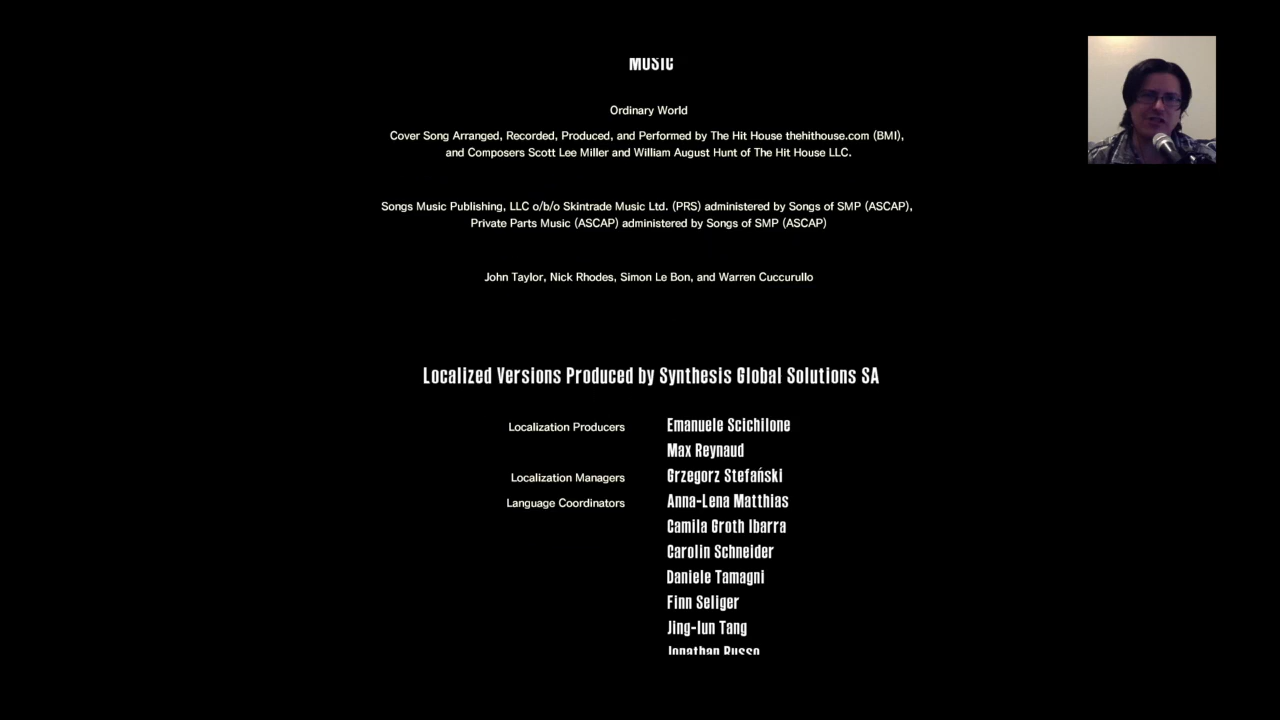 MUSIC
Ordinary World
Cover Song Arranged, Recorded, Produced, and Performed by The Hit House thehithouse.com (BMI),
and Composers Scott Lee Miller and William August Hunt of The Hit House LLC.
Songs Music Publishing, LLC o/b/o Skintrade Music Ltd. (PRS) administered by Songs of SMP (ASCAP),
Private Parts Music (ASCAP) administered by Songs of SMP (ASCAP)
John Taylor, Nick Rhodes, Simon Le Bon, and Warren Cuccurullo
Localized Versions Produced by Synthesis Global Solutions SA
Localization Producers Emanuele Scichilone
Max Reynaud
Localization Managers Grzegorz Stefański
Language Coordinators Anna-Lena Matthias
Camila Groth Ibarra
Carolin Schneider
Daniele Tamagni
Finn Seliger
Jing-Iun Tang
Jonathan Russo